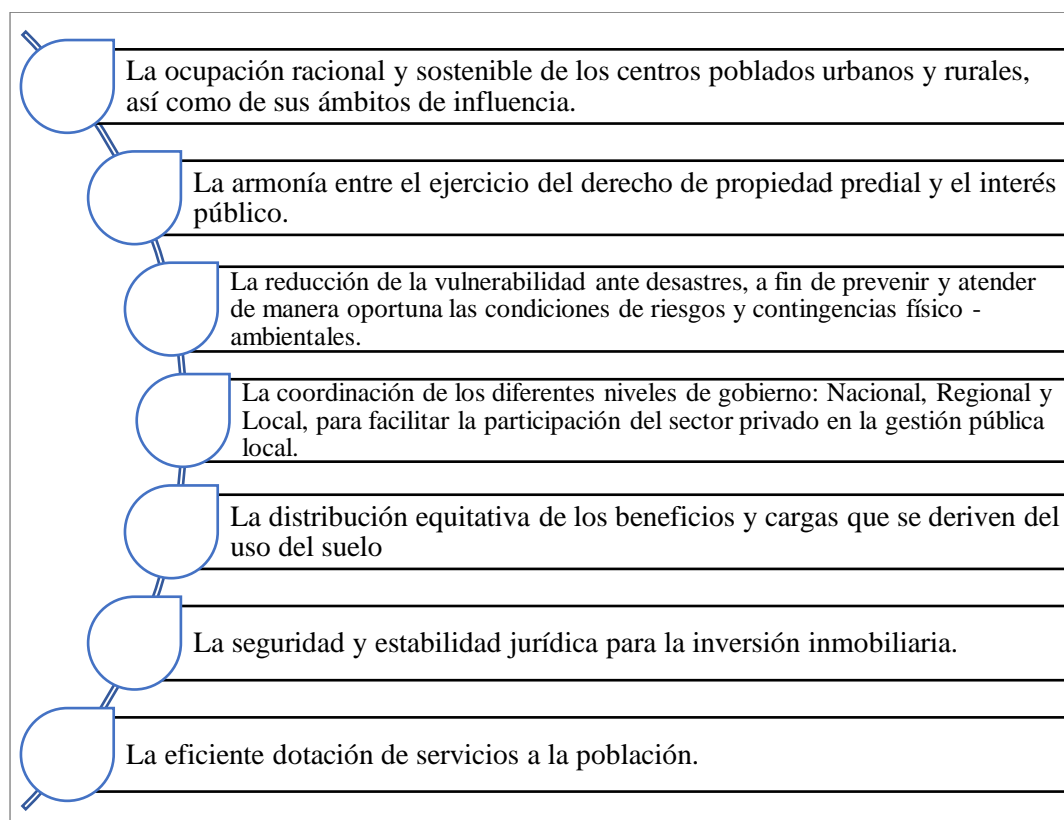 La ocupación racional y sostenible de los centros poblados urbanos y rurales,
así como de sus ámbitos de influencia.
La armonía entre el ejercicio del derecho de propiedad predial y el interés
público.
La reducción de la vulnerabilidad ante desastres, a fin de prevenir y atender
de manera oportuna las condiciones de riesgos y contingencias físico -
ambientales.
La coordinación de los diferentes niveles de gobierno: Nacional, Regional y
Local, para facilitar la participación del sector privado en la gestión pública
local.
La distribución equitativa de los beneficios y cargas que se deriven del
uso del suelo
La seguridad y estabilidad jurídica para la inversión inmobiliaria.
La eficiente dotación de servicios a la población.